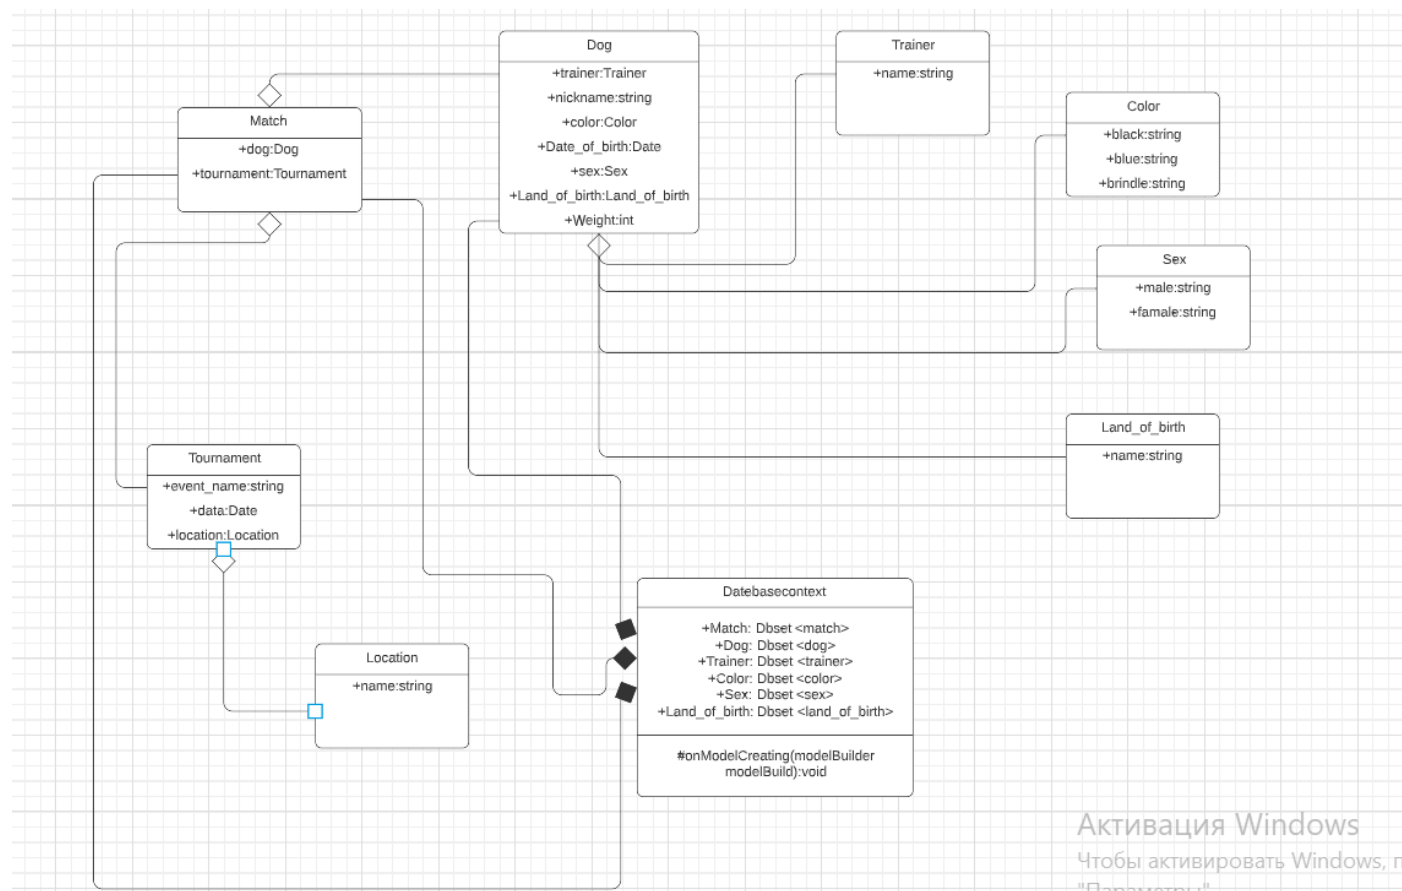 Dog
+trainer:Trainer
+nickname:string
+color:Color
+Date_of_birth:Date
+sex:Sex
+Land_of_birth:Land_of_birth
+Weight:int
Trainer
+name:string
Color
+black:string
+blue:string
+brindle:string
Match
+dog:Dog
+tournament:Tournament
Sex
+male:string
+famale:string
Land_of_birth
+name:string
Tournament
+event_name:string
+data:Date
+location:Location
Location
+name:string
Datebasecontext
+Match: Dbset <match>
+Dog: Dbset <dog>
+Trainer: Dbset <trainer>
+Color: Dbset <color>
+Sex: Dbset <sex>
+Land_of_birth: Dbset <land_of_birth>
#onModelCreating(modelBuilder
modelBuild):void
Активация Windows
Чтобы активировать Windows, п
"Параметры"